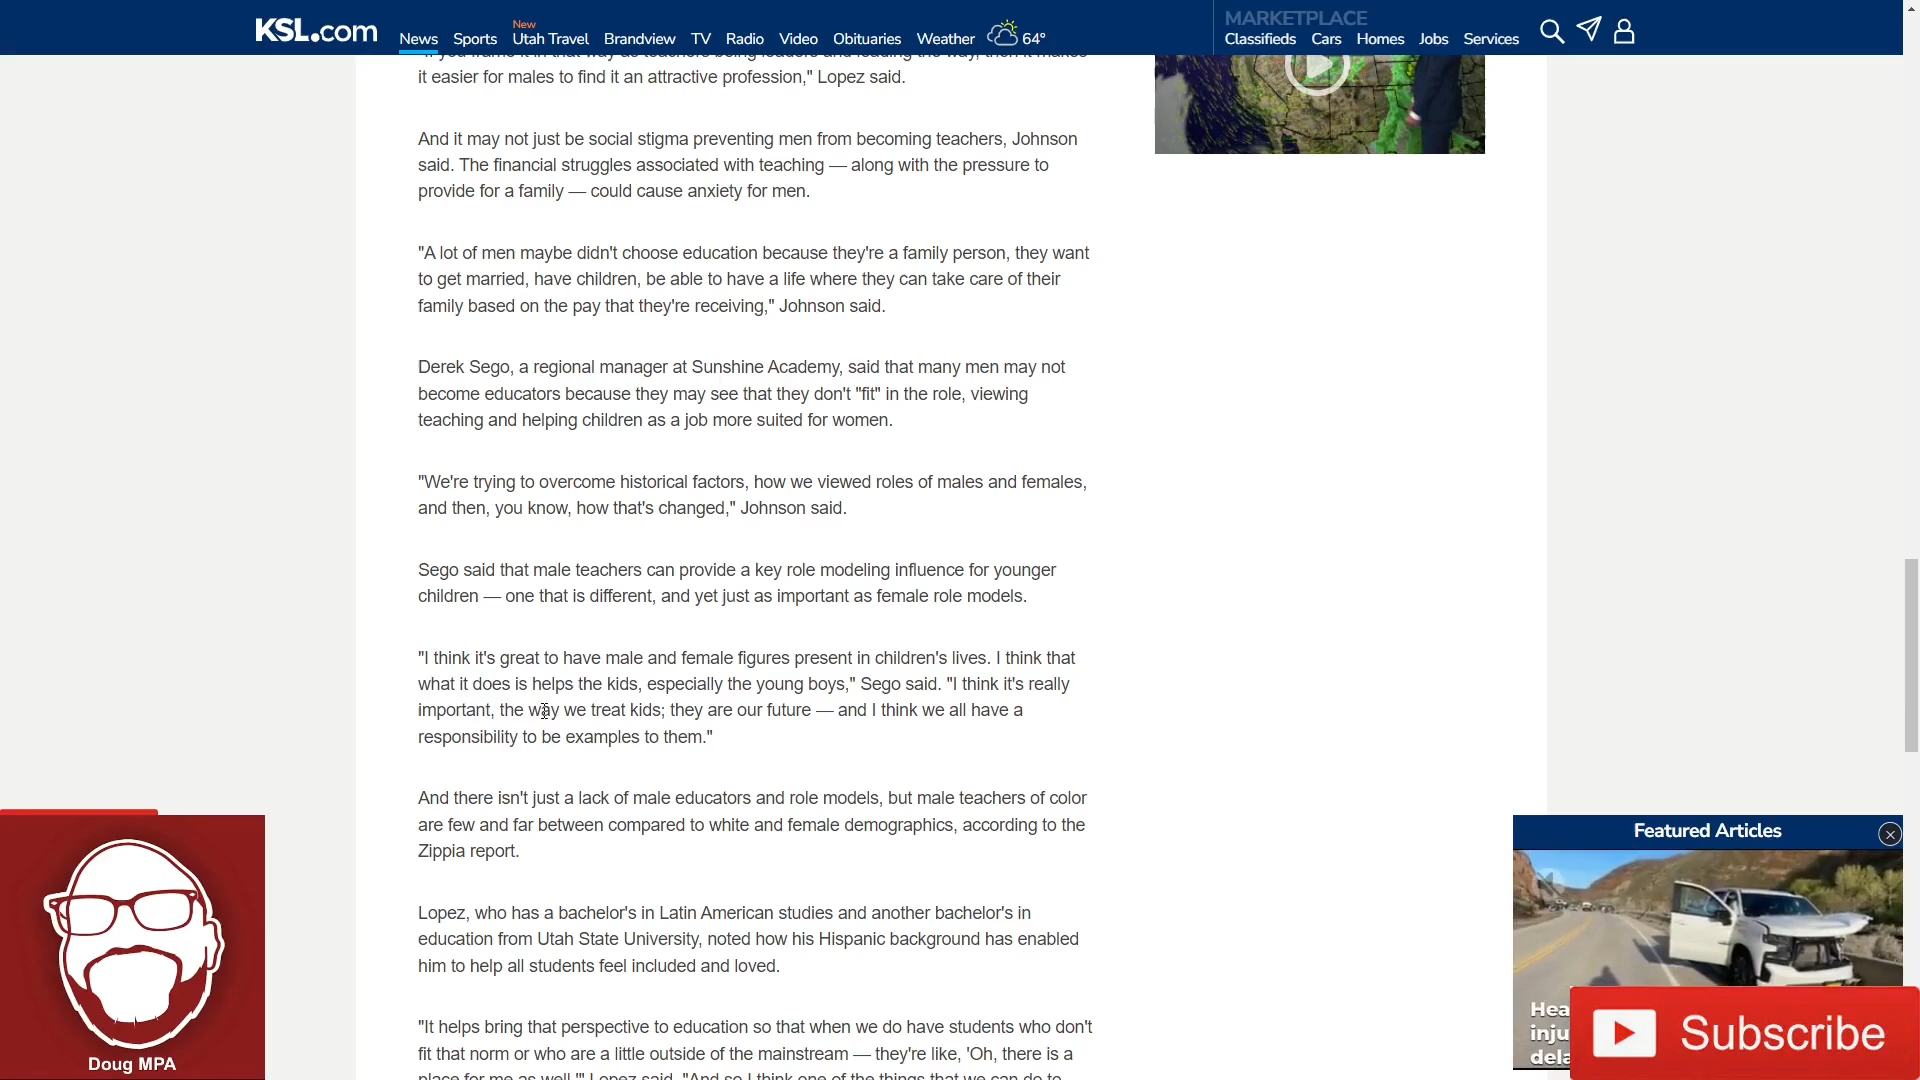 KSL.com
News
Sports
New
Utah Travel
Brandview
TV
Radio
Video
Obituaries
Weather
64°
MARKETPLACE
Classifieds
Cars
Homes
Jobs
Services
it easier for males to find it an attractive profession," Lopez said.
And it may not just be social stigma preventing men from becoming teachers, Johnson
said. The financial struggles associated with teaching — along with the pressure to
provide for a family — could cause anxiety for men.
"A lot of men maybe didn't choose education because they're a family person, they want
to get married, have children, be able to have a life where they can take care of their
family based on the pay that they're receiving," Johnson said.
Derek Sego, a regional manager at Sunshine Academy, said that many men may not
become educators because they may see that they don't "fit" in the role, viewing
teaching and helping children as a job more suited for women.
"We're trying to overcome historical factors, how we viewed roles of males and females,
and then, you know, how that's changed," Johnson said.
Sego said that male teachers can provide a key role modeling influence for younger
children — one that is different, and yet just as important as female role models.
"I think it's great to have male and female figures present in children's lives. I think that
what it does is helps the kids, especially the young boys," Sego said. "I think it's really
important, the way we treat kids; they are our future — and I think we all have a
responsibility to be examples to them."
And there isn't just a lack of male educators and role models, but male teachers of color
are few and far between compared to white and female demographics, according to the
Zippia report.
Lopez, who has a bachelor's in Latin American studies and another bachelor's in
education from Utah State University, noted how his Hispanic background has enabled
him to help all students feel included and loved.
"It helps bring that perspective to education so that when we do have students who don't
fit that norm or who are a little outside of the mainstream — they're like, 'Oh, there is a
place for me as well,'" Lopez said. "And so I think one of the things that we can do to
Featured Articles
Hea
inju
dela
Subscribe
Doug MPA